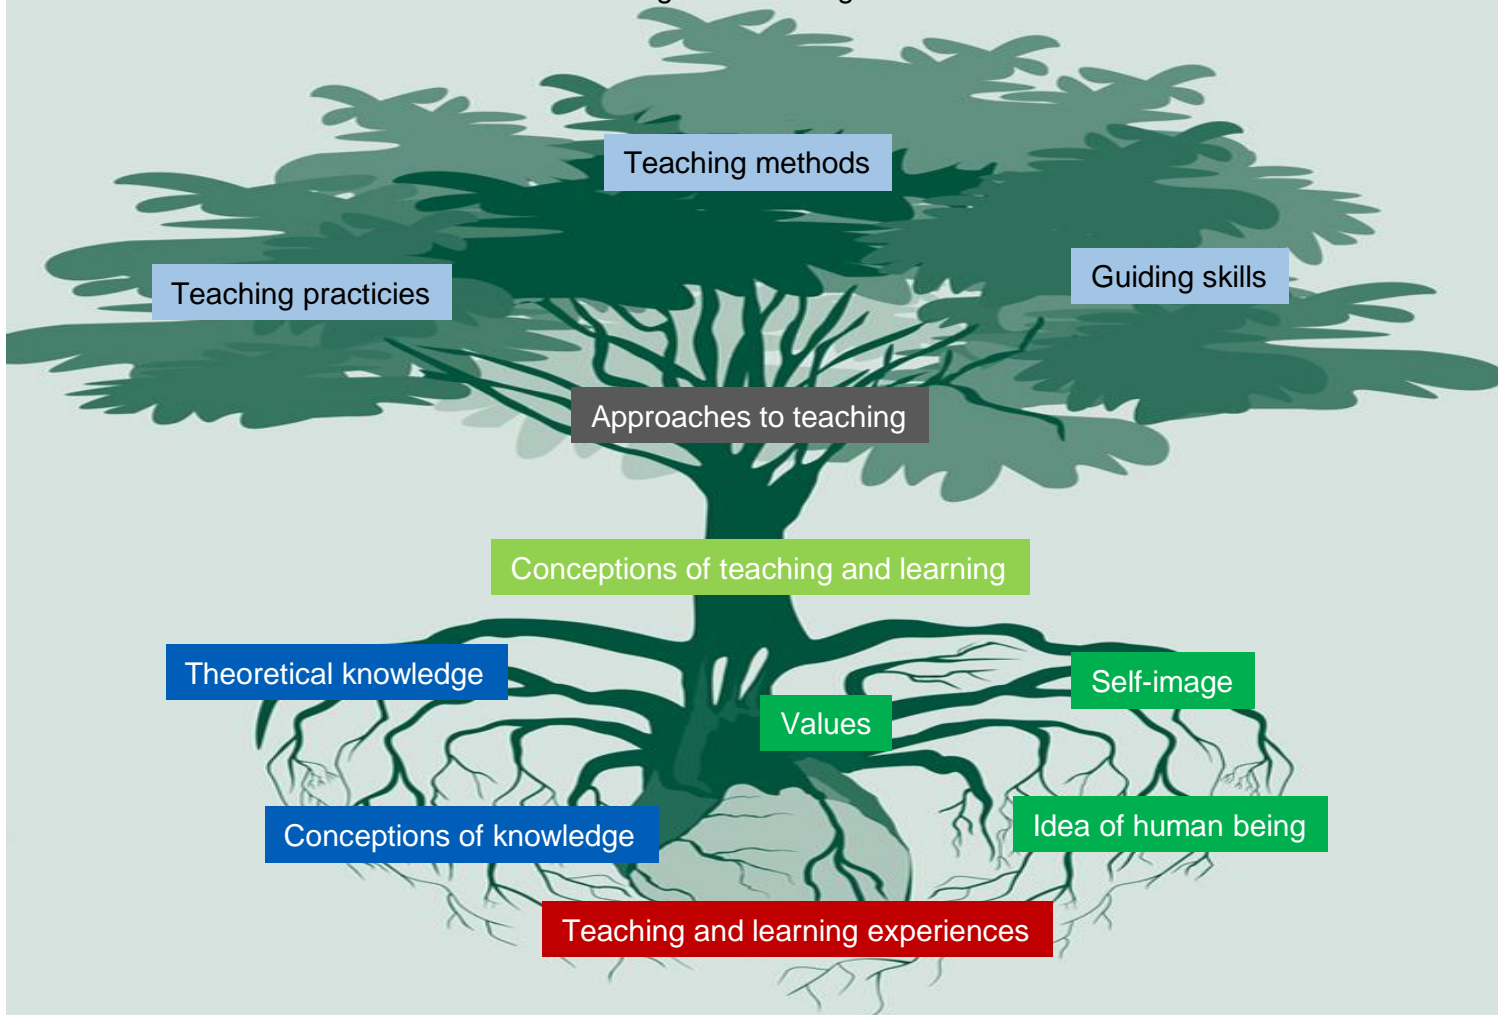 Teaching methods
Teaching practicies
Guiding skills
Approaches to teaching
Conceptions of teaching and learning
Theoretical knowledge
Self-image
Values
Conceptions of knowledge
Idea of human being
Teaching and learning experiences